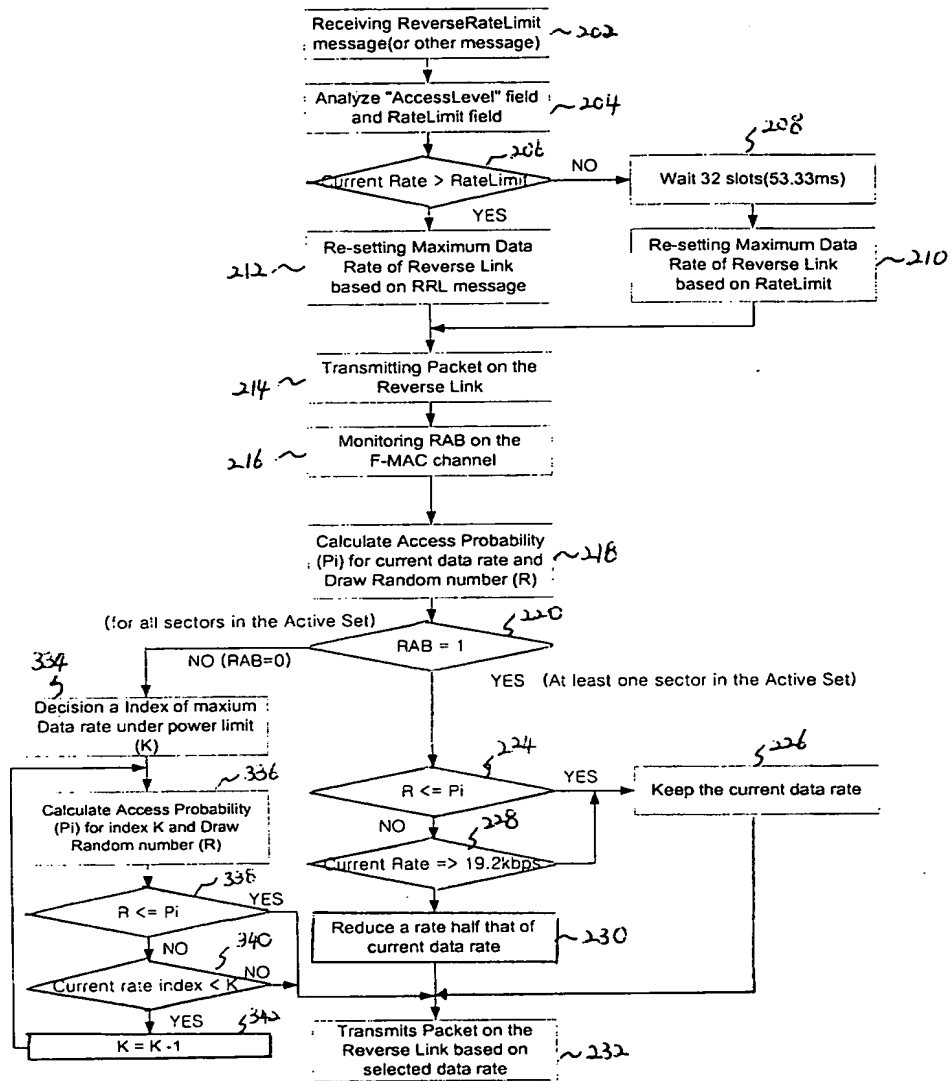 Receiving ReverseRateLimit
message(or other message)
202
Analyze "AccessLevel" field
and RateLimit field
204
206
Current Rate > RateLimit
NO
YES
208
Wait 32 slots(53.33ms)
212
Re-setting Maximum Data
Rate of Reverse Link
based on RRL message
Re-setting Maximum Data
Rate of Reverse Link
based on RateLimit
210
214
Transmitting Packet on the
Reverse Link
216
Monitoring RAB on the
F-MAC channel
Calculate Access Probability
(Pi) for current data rate and
Draw Random number (R)
218
(for all sectors in the Active Set)
220
RAB = 1
NO (RAB=0)
YES (At least one sector in the Active Set)
334
Decision a Index of maxium
Data rate under power limit
(K)
336
Calculate Access Probability
(Pi) for index K and Draw
Random number (R)
224
R <= Pi
YES
NO
226
Keep the current data rate
228
Current Rate => 19.2kbps
338
R <= Pi
YES
NO
Reduce a rate half that of
current data rate
230
340
Current rate index < K
NO
YES
342
K = K -1
Transmits Packet on the
Reverse Link based on
selected data rate
232